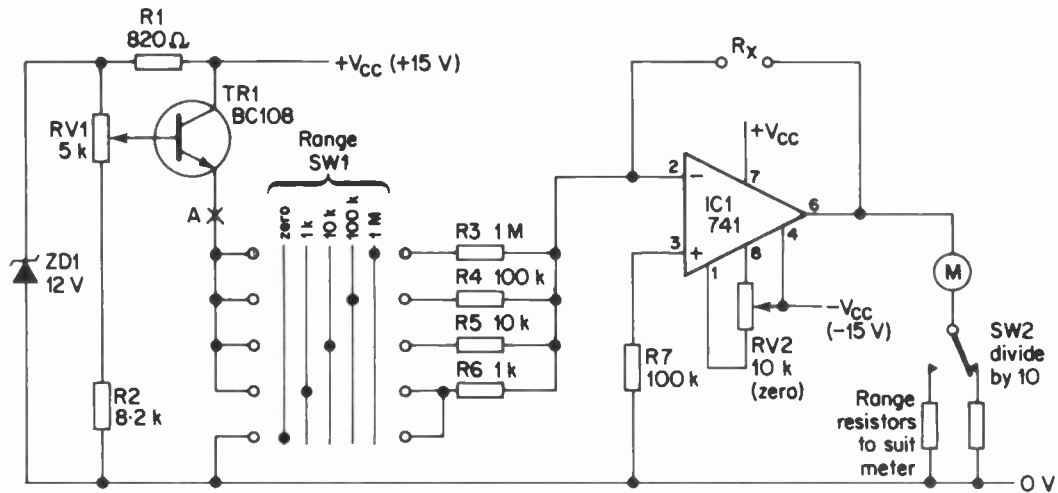 R1
820Ω
+Vcc (+15 V)
TR1
BC108
RV1
5 k
Range
SW1
A
zero
1 k
10 k
100 k
1 M
ZD1
12 V
R2
8·2 k
R3 1 M
R4 100 k
R5 10 k
R6 1 k
Rx
+Vcc
2
−
7
IC1
741
6
3
+
4
1
8
R7
100 k
RV2
10 k
(zero)
−Vcc
(−15 V)
M
SW2
divide
by 10
Range
resistors
to suit
meter
0 V